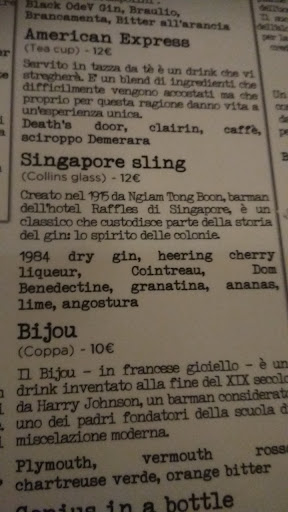 Black OdeV Gin, Braulio,
Brancamenta, Bitter all'arancia
American Express
(Tea cup) - 12€
Servito in tazza da tè è un drink che vi
stregherà. E' un blend di ingredienti che
difficilmente vengono accostati ma che
proprio per questa ragione danno vita a
un'esperienza unica.
Death's door, clairin, caffè,
sciroppo Demerara
Singapore sling
(Collins glass) - 12€
Creato nel 1915 da Ngiam Tong Boon, barman
dell'hotel Raffles di Singapore, è un
classico che custodisce parte della storia
del gin: lo spirito delle colonie.
1984 dry gin, heering cherry
liqueur, Cointreau, Dom
Benedectine, granatina, ananas,
lime, angostura
Bijou
(Coppa) - 10€
Il Bijou - in francese gioiello - è un
drink inventato alla fine del XIX secolo
da Harry Johnson, un barman considerato
uno dei padri fondatori della scuola di
miscelazione moderna.
Plymouth, vermouth rosso
chartreuse verde, orange bitter
Genius in a bottle